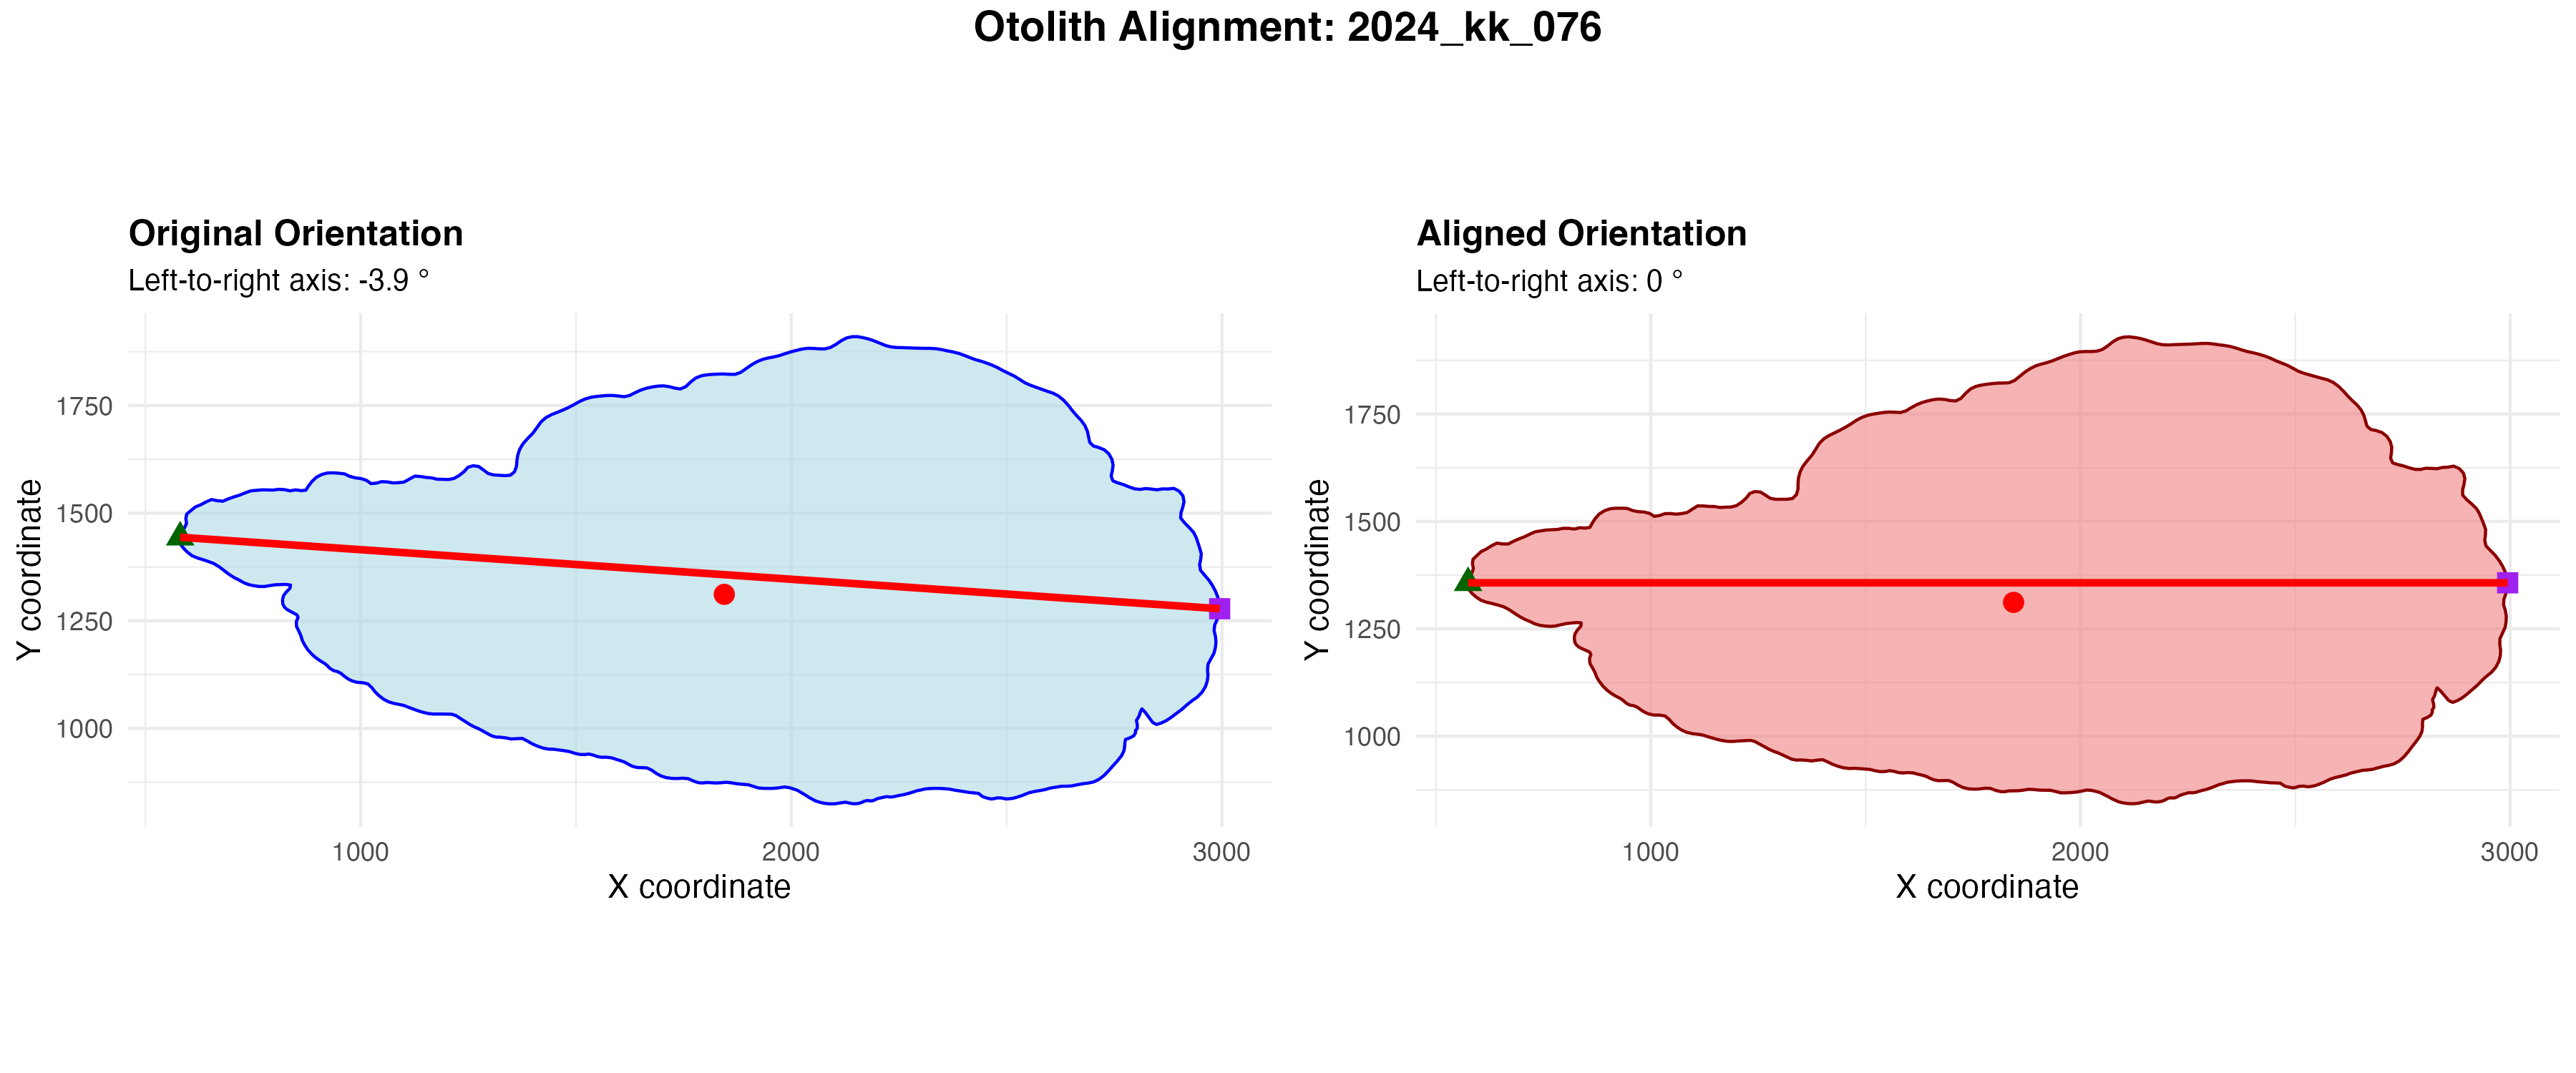 Otolith Alignment: 2024_kk_076
Original Orientation
Left-to-right axis: -3.9 °
Y coordinate
1750
1500
1250
1000
1000 2000 3000
X coordinate
Aligned Orientation
Left-to-right axis: 0 °
Y coordinate
1750
1500
1250
1000
1000 2000 3000
X coordinate